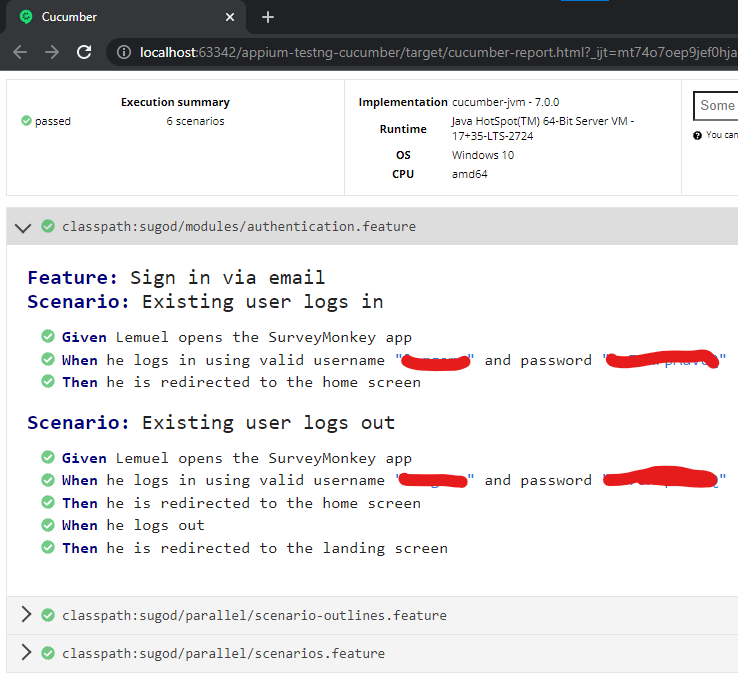 Cucumber
localhost:63342/appium-testng-cucumber/target/cucumber-report.html?_ijt=mt74o7oep9jef0hja
Execution summary
passed
6 scenarios
Implementation cucumber-jvm - 7.0.0
Runtime Java HotSpot(TM) 64-Bit Server VM -
17+35-LTS-2724
OS Windows 10
CPU amd64
Some
You can
classpath:sugod/modules/authentication.feature
Feature: Sign in via email
Scenario: Existing user logs in
Given Lemuel opens the SurveyMonkey app
When he logs in using valid username "" and password ""
Then he is redirected to the home screen
Scenario: Existing user logs out
Given Lemuel opens the SurveyMonkey app
When he logs in using valid username "" and password ""
Then he is redirected to the home screen
When he logs out
Then he is redirected to the landing screen
classpath:sugod/parallel/scenario-outlines.feature
classpath:sugod/parallel/scenarios.feature